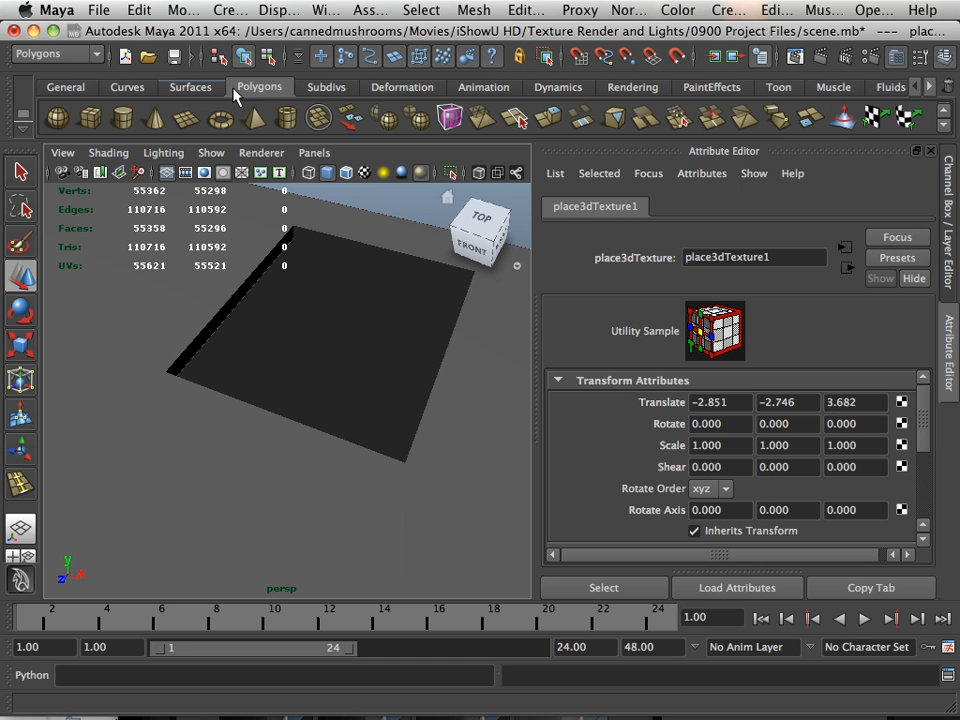 Maya File Edit Mo... Cre... Disp... Wi... Ass... Select Mesh Edit... Proxy Nor... Color Cre... Edi... Mus... Ope... Help
Autodesk Maya 2011 x64: /Users/cannedmushrooms/Movies/iShowU HD/Texture Render and Lights/0900 Project Files/scene.mb* --- plac...
Polygons
General Curves Surfaces Polygons Subdivs Deformation Animation Dynamics Rendering PaintEffects Toon Muscle Fluids
View Shading Lighting Show Renderer Panels
Verts: 55362 55298 0
Edges: 110716 110592 0
Faces: 55358 55296 0
Tris: 110716 110592 0
UVs: 55621 55521 0
TOP
FRONT
y
x
z
persp
Attribute Editor
List Selected Focus Attributes Show Help
place3dTexture1
place3dTexture: place3dTexture1
Focus
Presets
Show Hide
Utility Sample
Transform Attributes
Translate -2.851 -2.746 3.682
Rotate 0.000 0.000 0.000
Scale 1.000 1.000 1.000
Shear 0.000 0.000 0.000
Rotate Order xyz
Rotate Axis 0.000 0.000 0.000
Inherits Transform
Select Load Attributes Copy Tab
Channel Box / Layer Editor
Attribute Editor
2 4 6 8 10 12 14 16 18 20 22 24 1.00
1.00 1.00 1 24 24.00 48.00 No Anim Layer No Character Set
Python